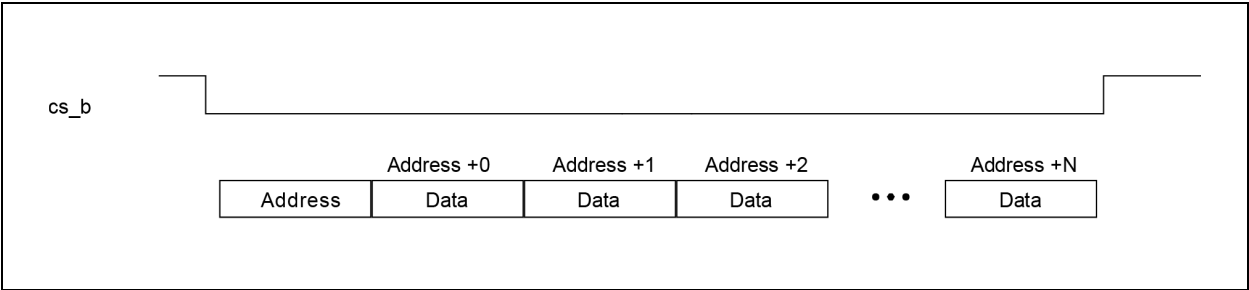 cs_b
Address +0 Address +1 Address +2 Address +N
Address Data Data Data ••• Data